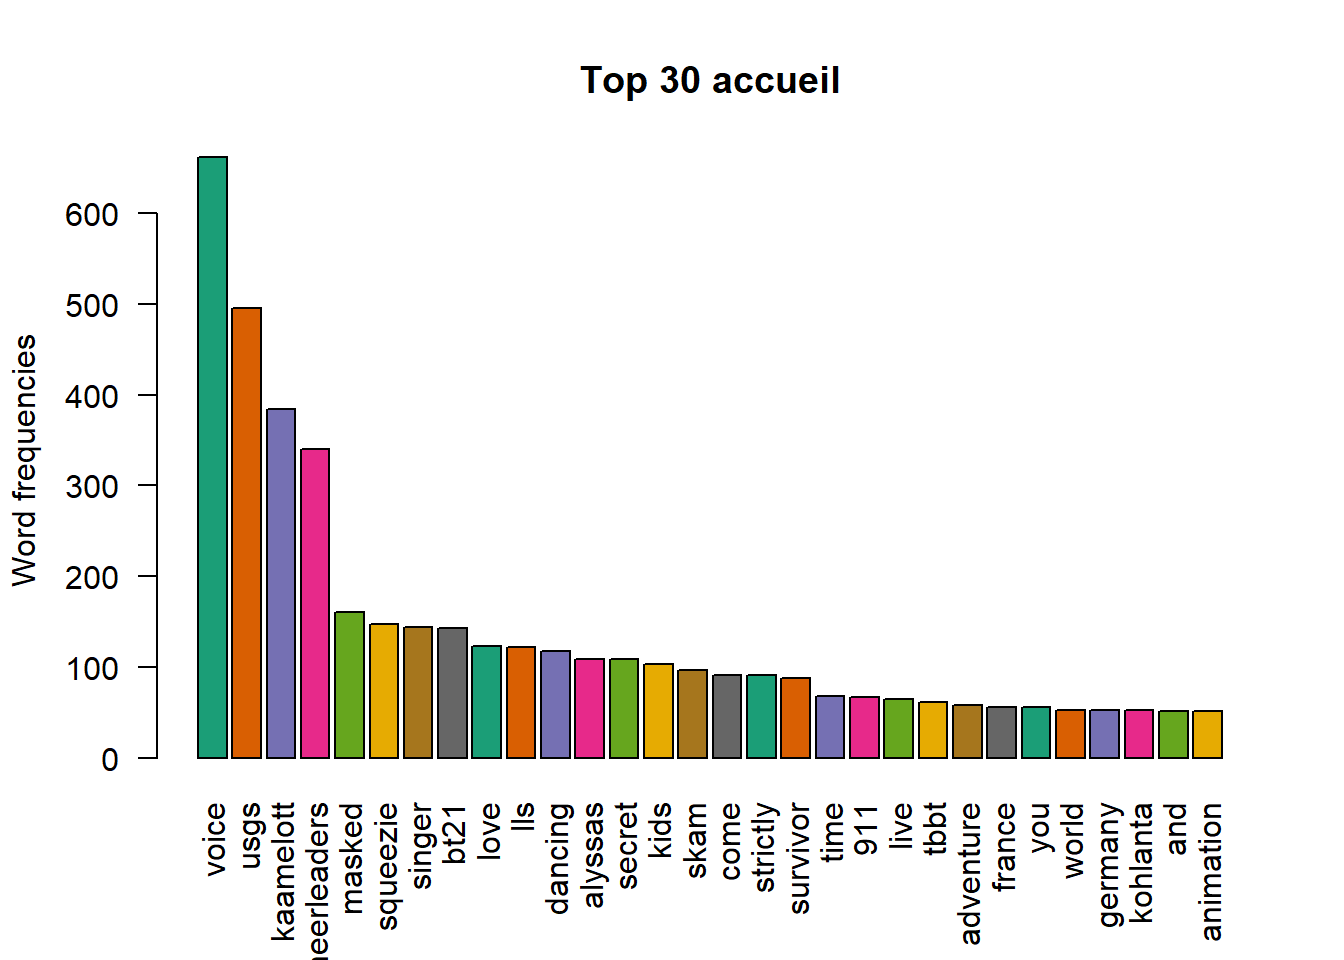 Top 30 accueil
Word frequencies
600
500
400
300
200
100
0
voice
usgs
kaamelott
heerleaders
masked
squeezie
singer
bt21
love
lls
dancing
alyssas
secret
kids
skam
come
strictly
survivor
time
911
live
tbbt
adventure
france
you
world
germany
kohlanta
and
animation